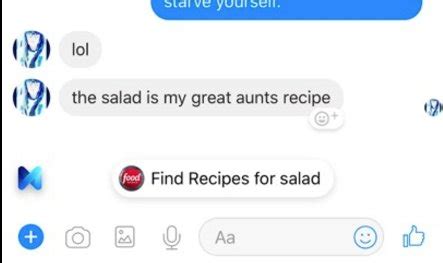 starve yourself.
lol
the salad is my great aunts recipe
food
Find Recipes for salad
Aa